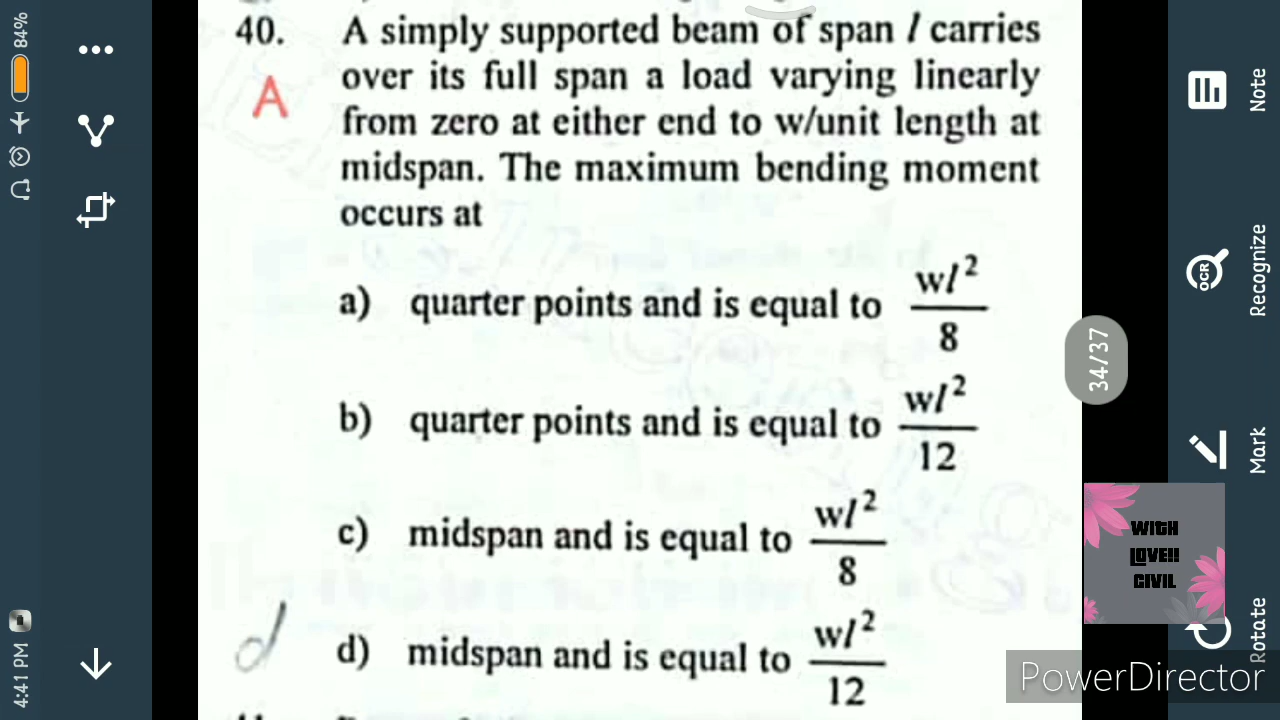 40. A simply supported beam of span l carries
A
over its full span a load varying linearly
from zero at either end to w/unit length at
midspan. The maximum bending moment
occurs at
a) quarter points and is equal to wl²/8
b) quarter points and is equal to wl²/12
c) midspan and is equal to wl²/8
d
d) midspan and is equal to wl²/12
84%
4:41 PM
34/37
Note
OCR
Recognize
Mark
Rotate
WITH
LOVE!!
CIVIL
PowerDirector